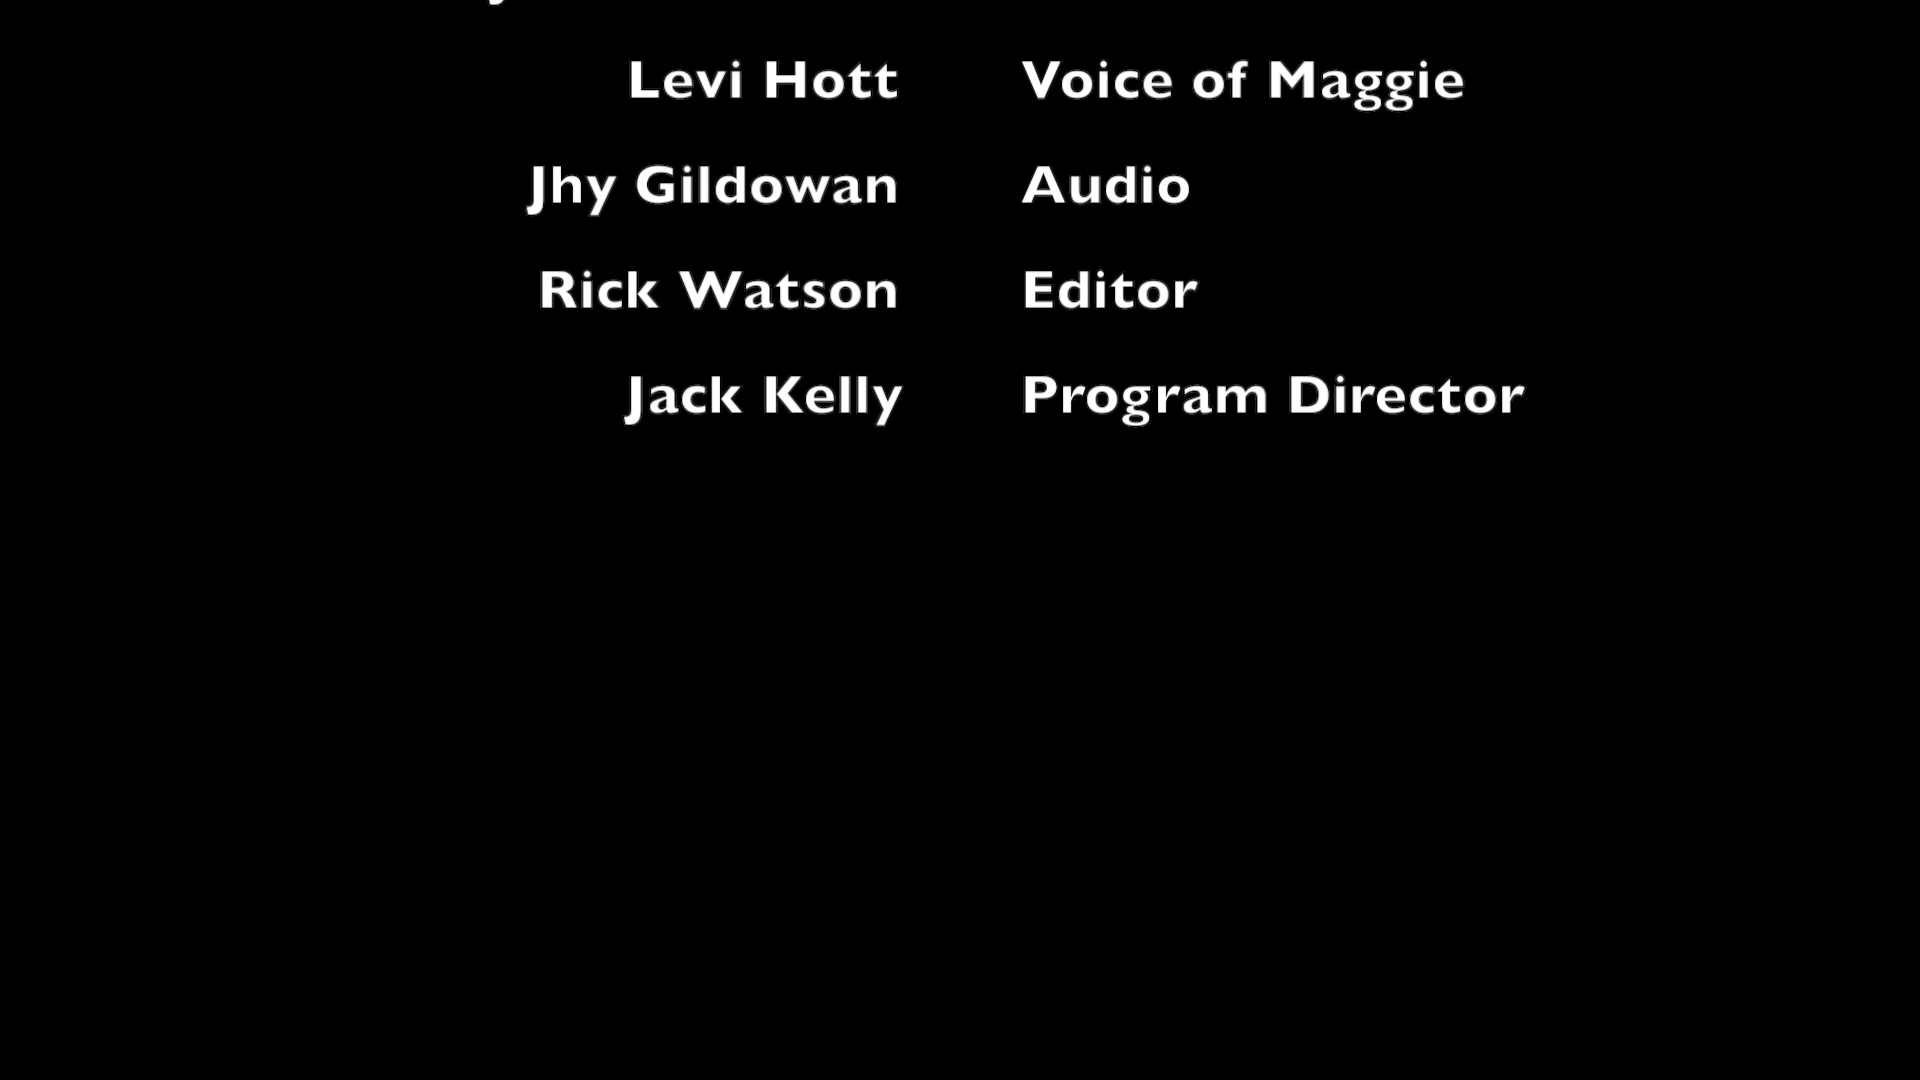 Levi Hott Voice of Maggie
Jhy Gildowan Audio
Rick Watson Editor
Jack Kelly Program Director